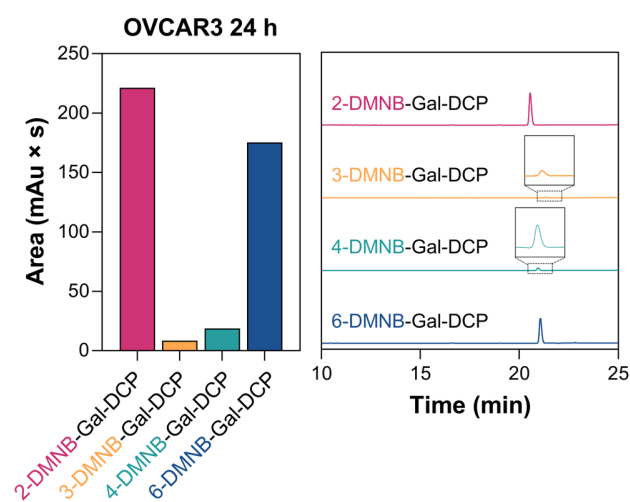 OVCAR3 24 h
Area (mAu × s)
250
200
150
100
50
0
2-DMNB-Gal-DCP
3-DMNB-Gal-DCP
4-DMNB-Gal-DCP
6-DMNB-Gal-DCP
2-DMNB-Gal-DCP
3-DMNB-Gal-DCP
4-DMNB-Gal-DCP
6-DMNB-Gal-DCP
10
15
20
25
Time (min)